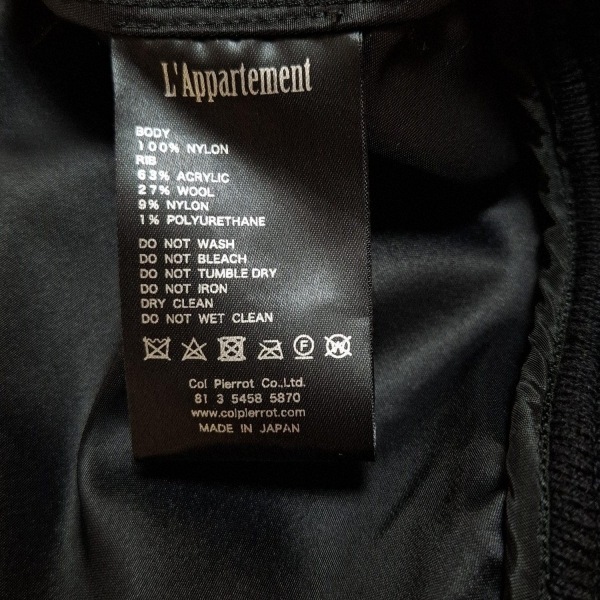 L'Appartement
BODY
100% NYLON
RIB
63% ACRYLIC
27% WOOL
9% NYLON
1% POLYURETHANE
DO NOT WASH
DO NOT BLEACH
DO NOT TUMBLE DRY
DO NOT IRON
DRY CLEAN
DO NOT WET CLEAN
F W
Col Pierrot Co.,Ltd.
81 3 5458 5870
www.colpierrot.com
MADE IN JAPAN